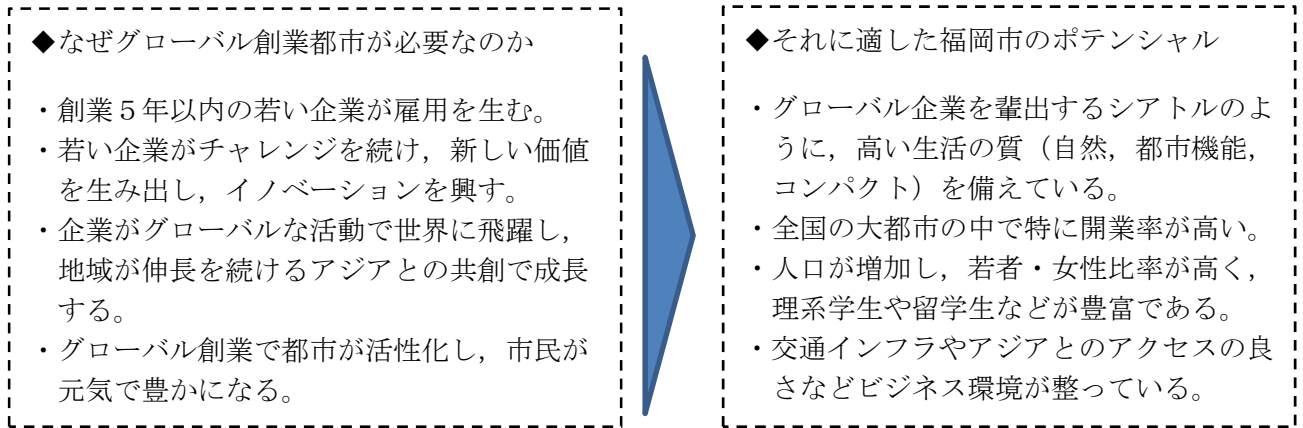 ◆なぜグローバル創業都市が必要なのか
・創業５年以内の若い企業が雇用を生む。
・若い企業がチャレンジを続け，新しい価値
を生み出し，イノベーションを興す。
・企業がグローバルな活動で世界に飛躍し，
地域が伸長を続けるアジアとの共創で成長
する。
・グローバル創業で都市が活性化し，市民が
元気で豊かになる。
◆それに適した福岡市のポテンシャル
・グローバル企業を輩出するシアトルのよ
うに，高い生活の質（自然，都市機能，
コンパクト）を備えている。
・全国の大都市の中で特に開業率が高い。
・人口が増加し，若者・女性比率が高く，
理系学生や留学生などが豊富である。
・交通インフラやアジアとのアクセスの良
さなどビジネス環境が整っている。